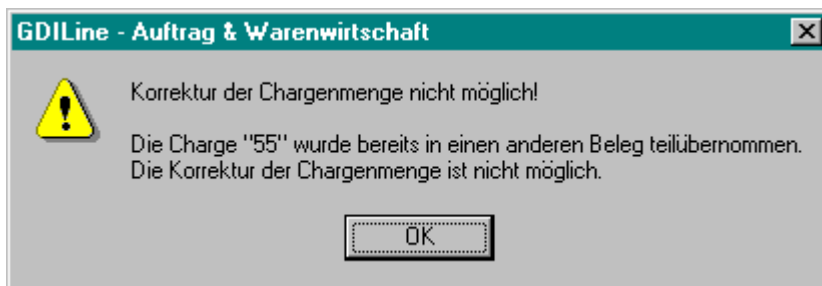 GDILine - Auftrag & Warenwirtschaft
Korrektur der Chargenmenge nicht möglich!
Die Charge "55" wurde bereits in einen anderen Beleg teilübernommen.
Die Korrektur der Chargenmenge ist nicht möglich.
OK